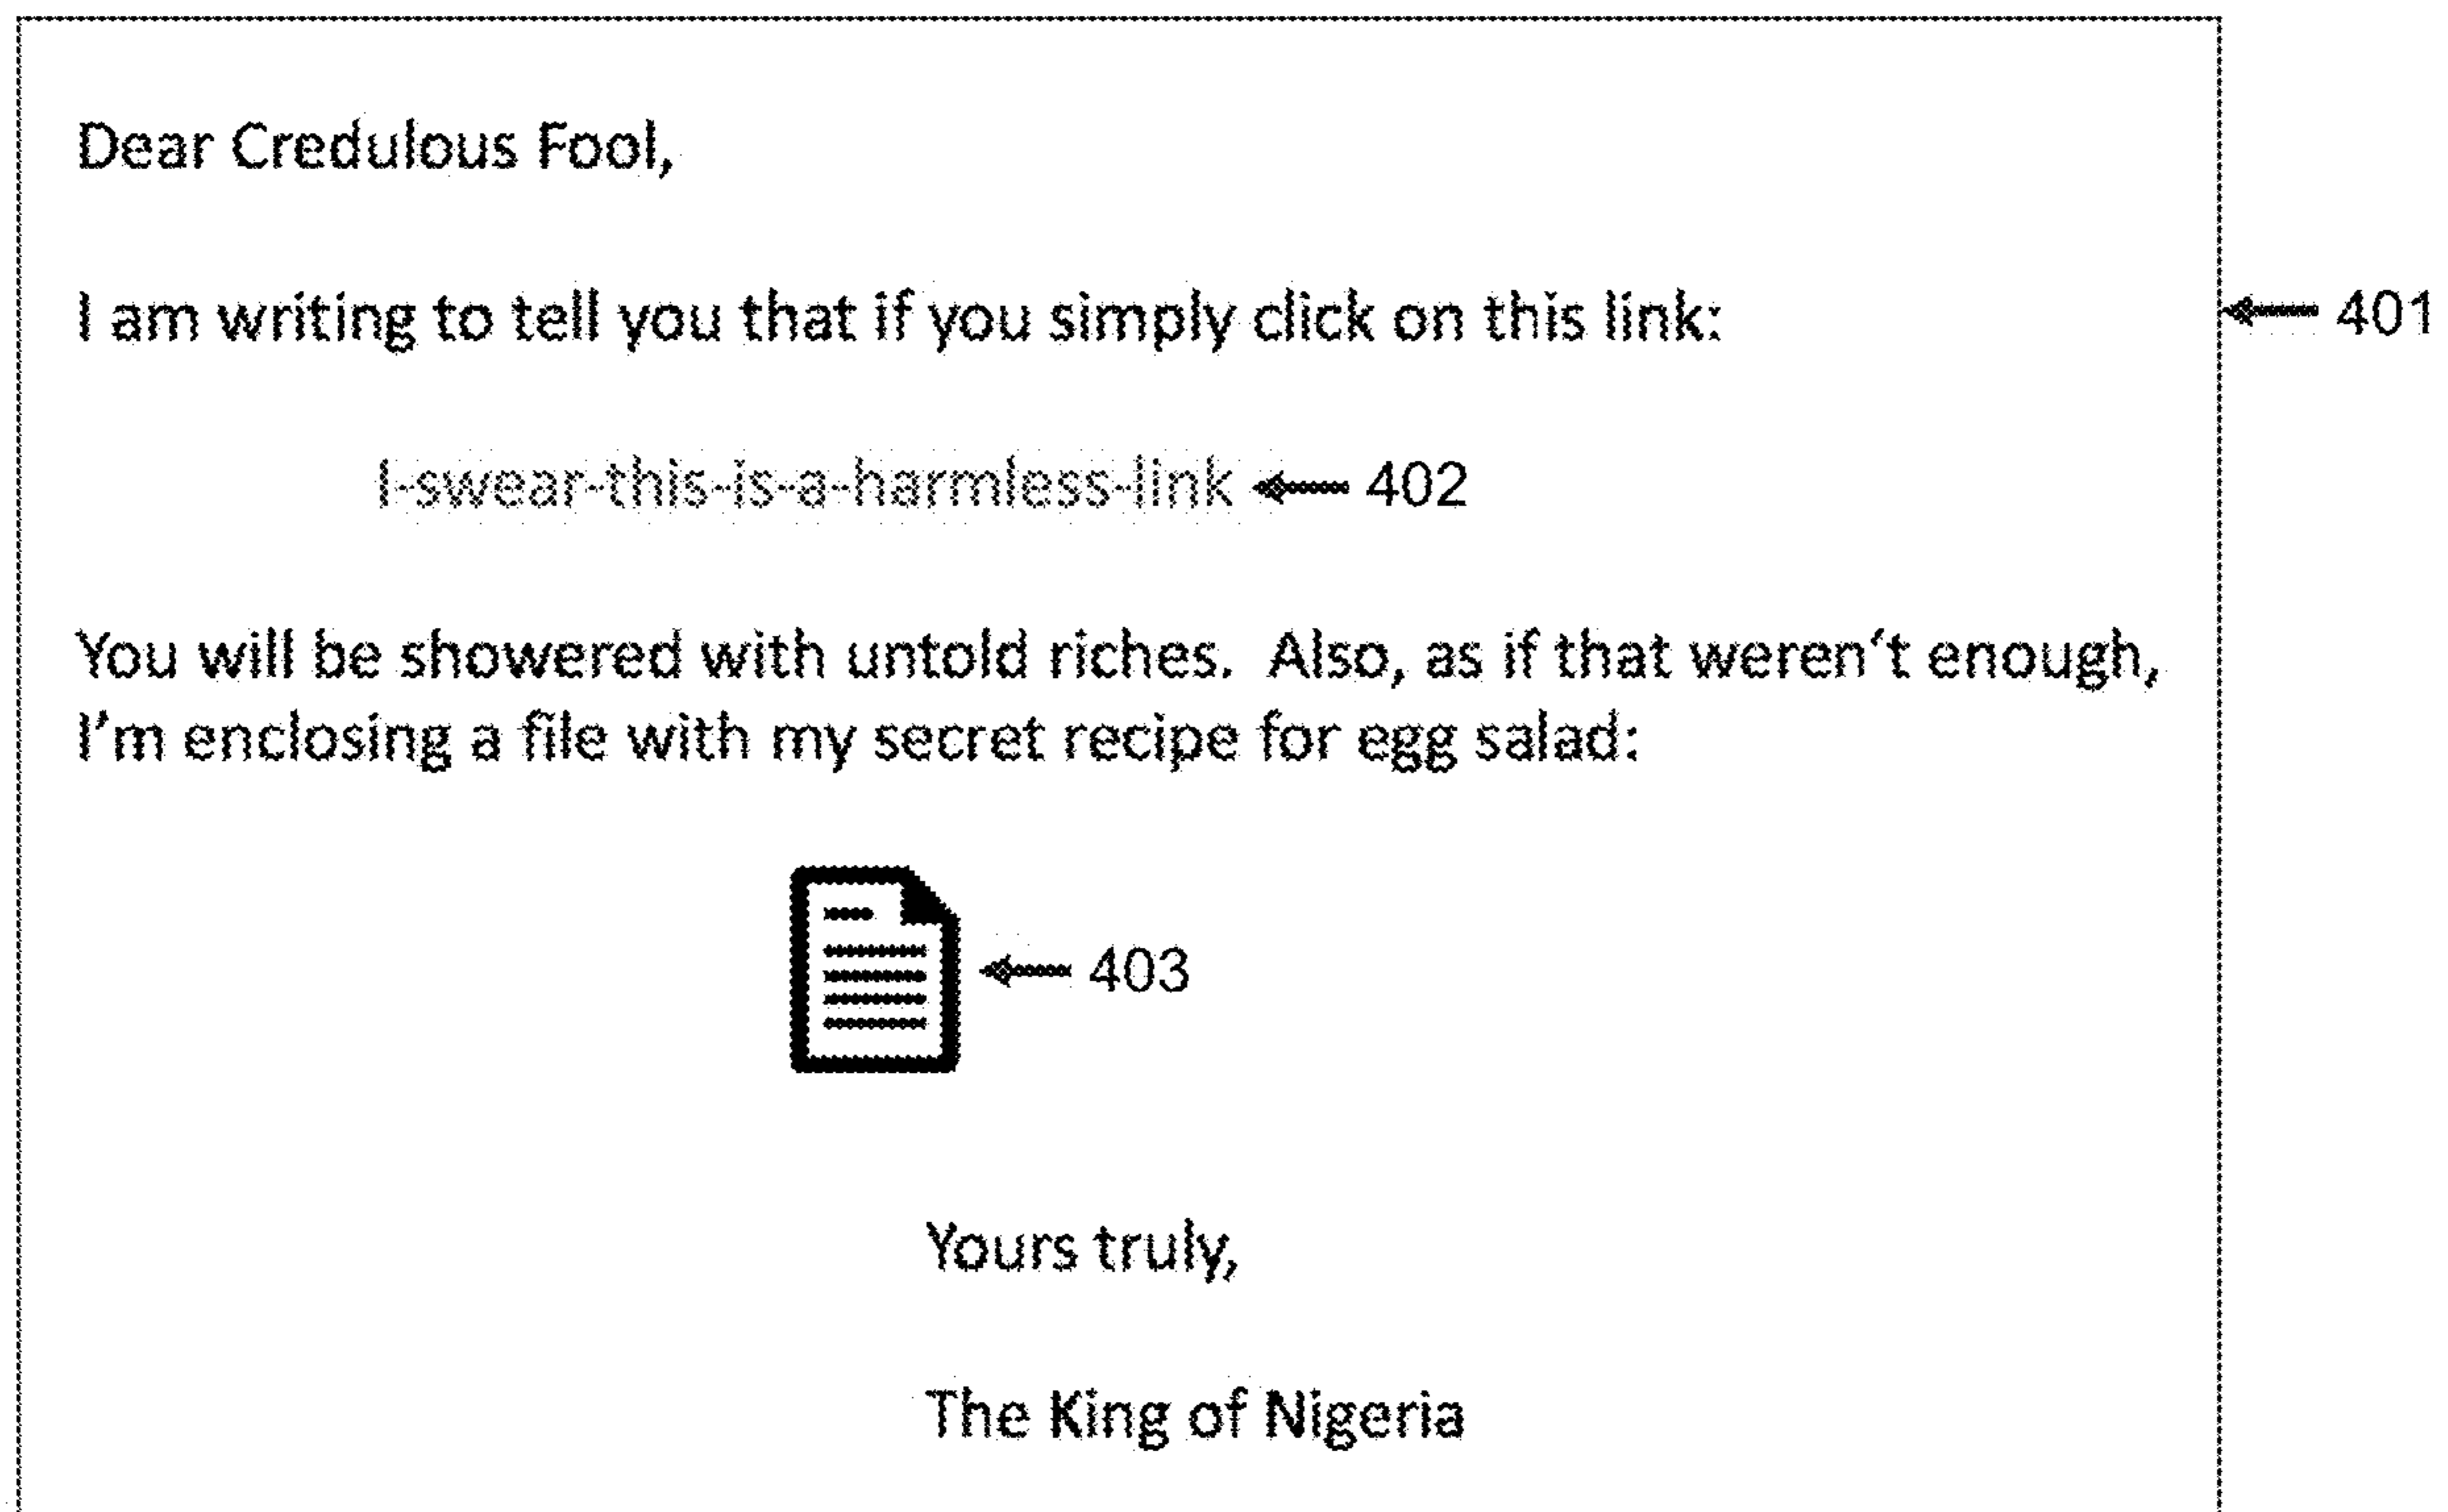 Dear Credulous Fool,
I am writing to tell you that if you simply click on this link:
401
I-swear-this-is-a-harmless-link
402
You will be showered with untold riches.  Also, as if that weren‘t enough,
I’m enclosing a file with my secret recipe for egg salad:
403
Yours truly,
The King of Nigeria